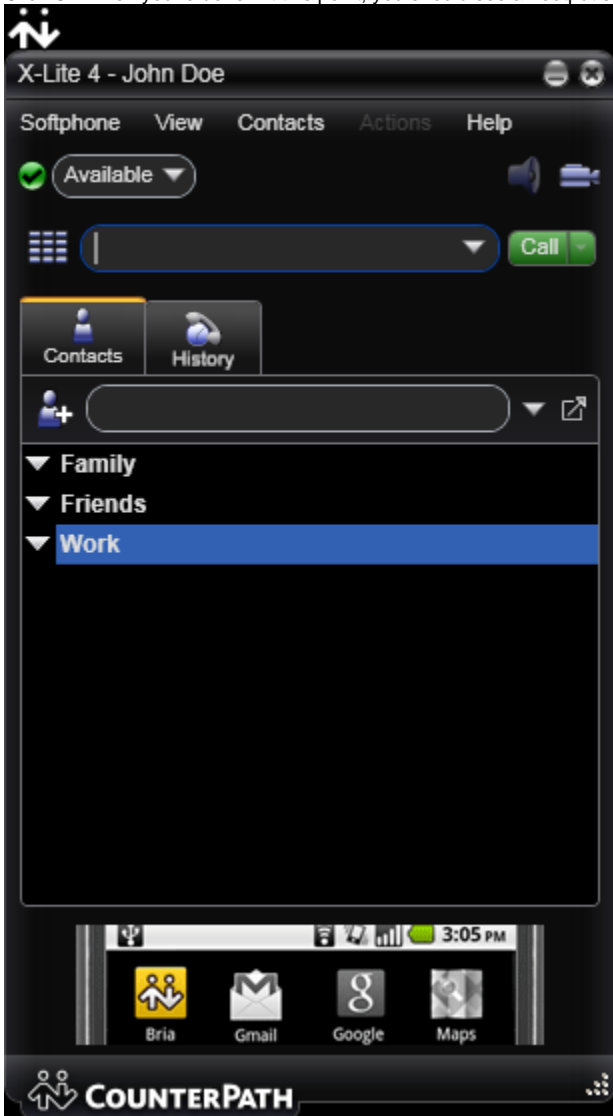 X-Lite 4 - John Doe
Softphone View Contacts Actions Help
Available
Call
Contacts History
Family
Friends
Work
3:05 PM
Bria Gmail Google Maps
COUNTERPATH